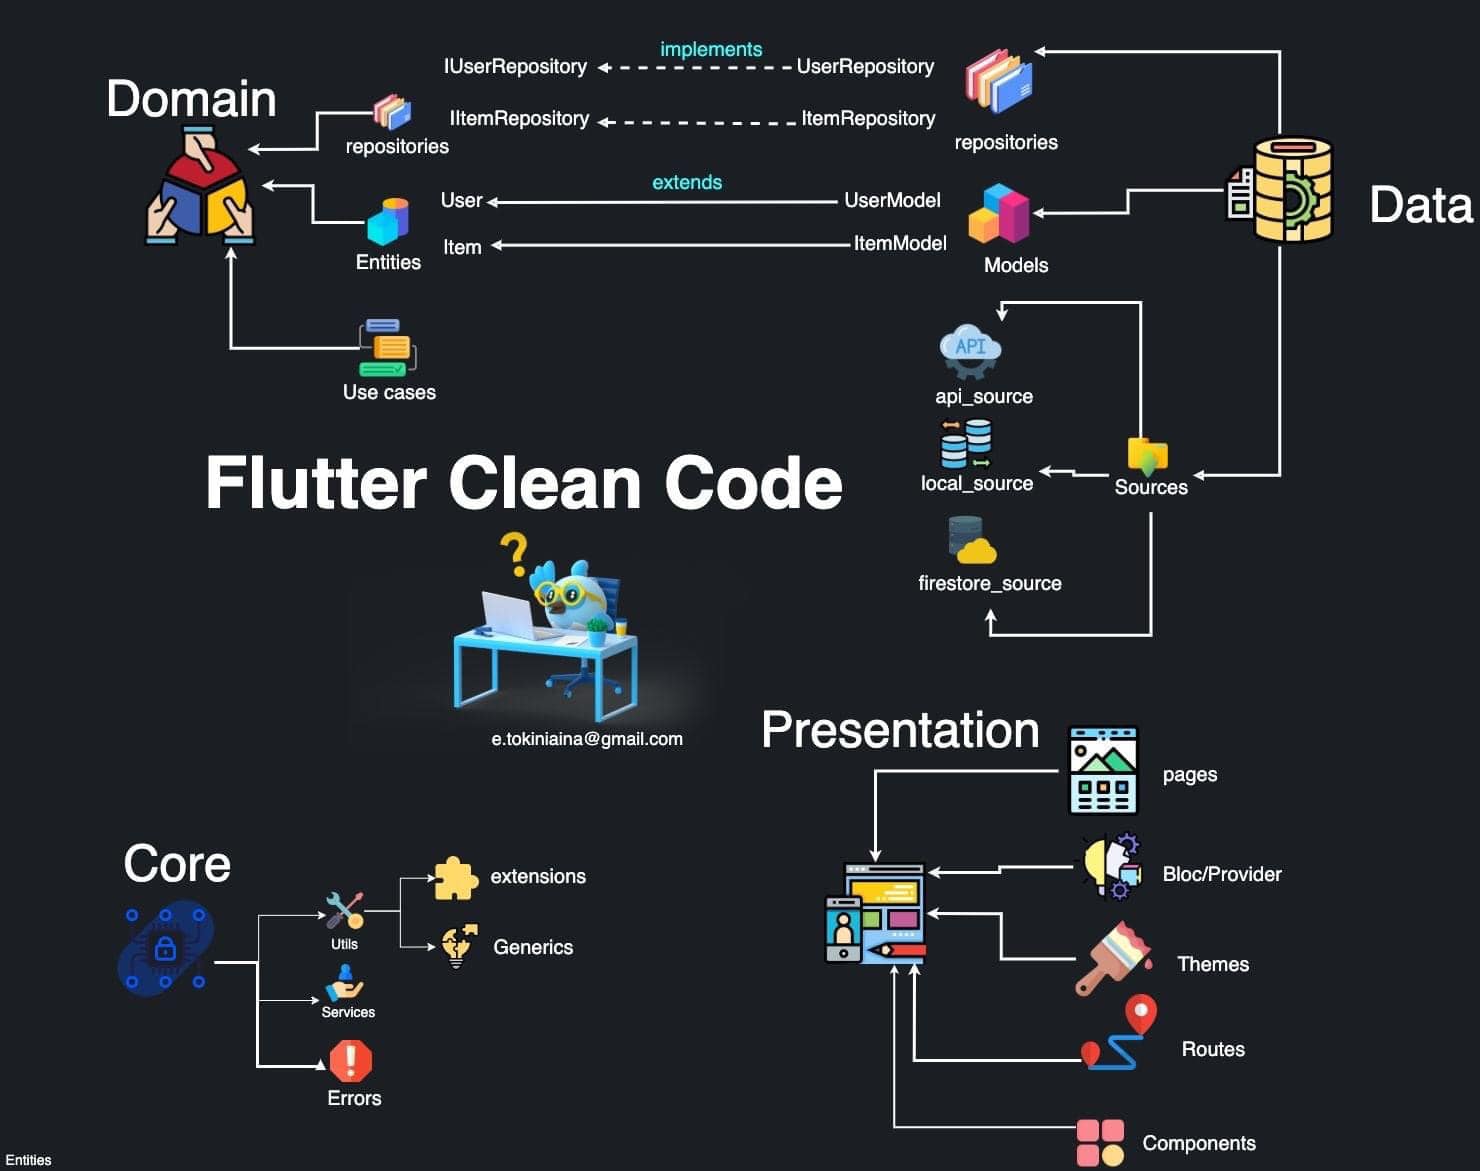 Domain
repositories
Entities
Use cases
implements
IUserRepository
UserRepository
IItemRepository
ItemRepository
repositories
extends
User
UserModel
Item
ItemModel
Models
Data
API
api_source
local_source
Sources
firestore_source
Flutter Clean Code
?
e.tokiniaina@gmail.com
Presentation
pages
Bloc/Provider
Themes
Routes
Components
Core
Utils
extensions
Generics
Services
!
Errors
Entities